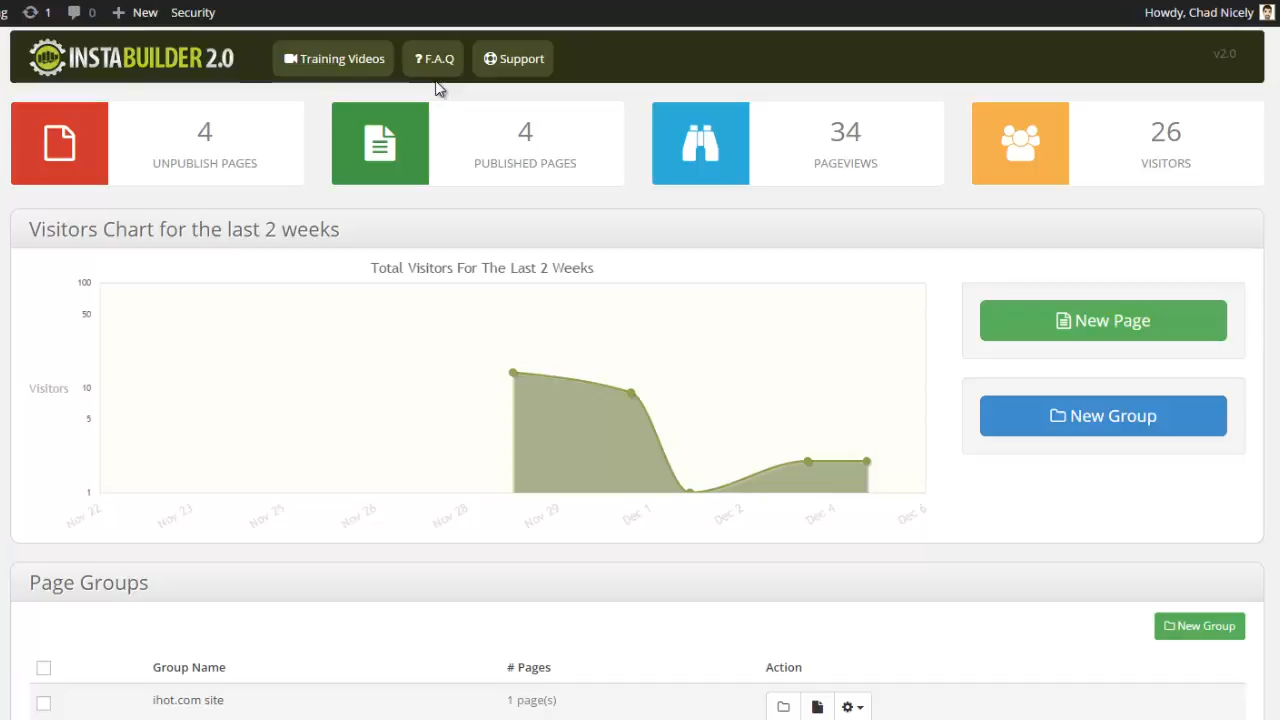 g 1 0 New Security Howdy, Chad Nicely
INSTABUILDER 2.0 Training Videos ? F.A.Q Support v2.0
4 4 34 26
UNPUBLISH PAGES PUBLISHED PAGES PAGEVIEWS VISITORS
Visitors Chart for the last 2 weeks
Total Visitors For The Last 2 Weeks
100
50
Visitors 10
5
1
Nov 22 Nov 23 Nov 25 Nov 26 Nov 28 Nov 29 Dec 1 Dec 2 Dec 4 Dec 6
New Page
New Group
Page Groups
New Group
Group Name # Pages Action
ihot.com site 1 page(s)